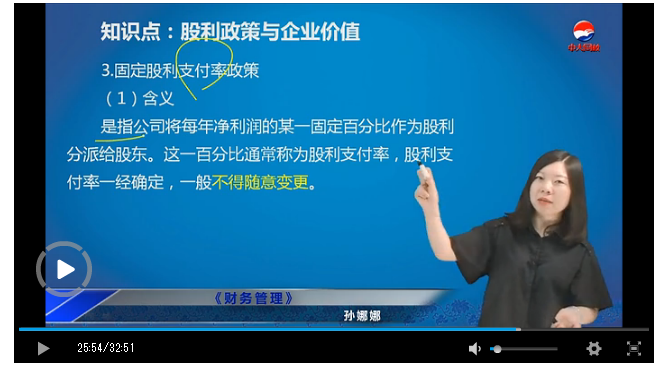 知识点：股利政策与企业价值
中人网校
3.固定股利支付率政策
（1）含义
是指公司将每年净利润的某一固定百分比作为股利
分派给股东。这一百分比通常称为股利支付率，股利支
付率一经确定，一般不得随意变更。
《财务管理》
孙娜娜
25:54/32:51